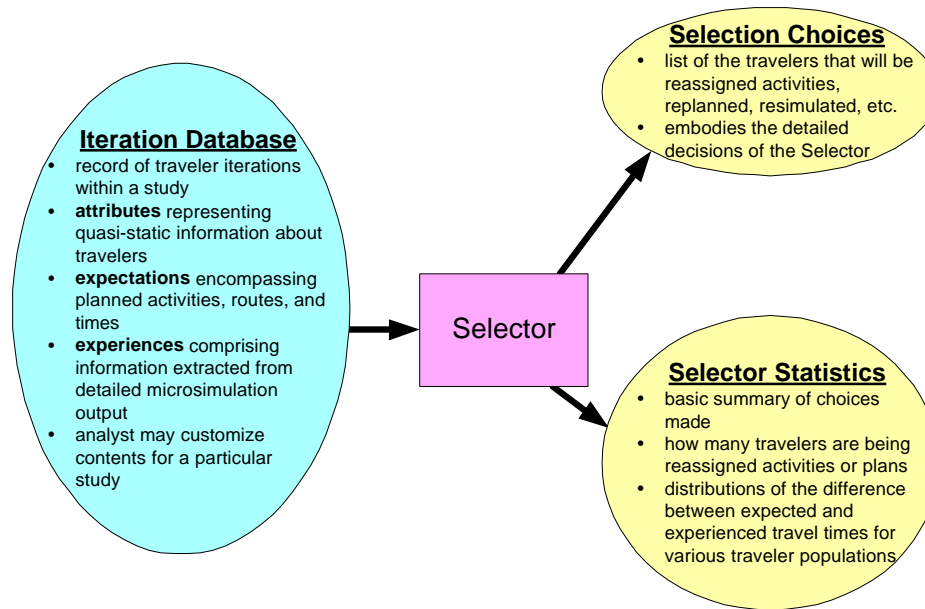 Iteration Database
• record of traveler iterations
within a study
• attributes representing
quasi-static information about
travelers
• expectations encompassing
planned activities, routes, and
times
• experiences comprising
information extracted from
detailed microsimulation
output
• analyst may customize
contents for a particular
study
Selector
Selection Choices
• list of the travelers that will be
reassigned activities,
replanned, resimulated, etc.
• embodies the detailed
decisions of the Selector
Selector Statistics
• basic summary of choices
made
• how many travelers are being
reassigned activities or plans
• distributions of the difference
between expected and
experienced travel times for
various traveler populations